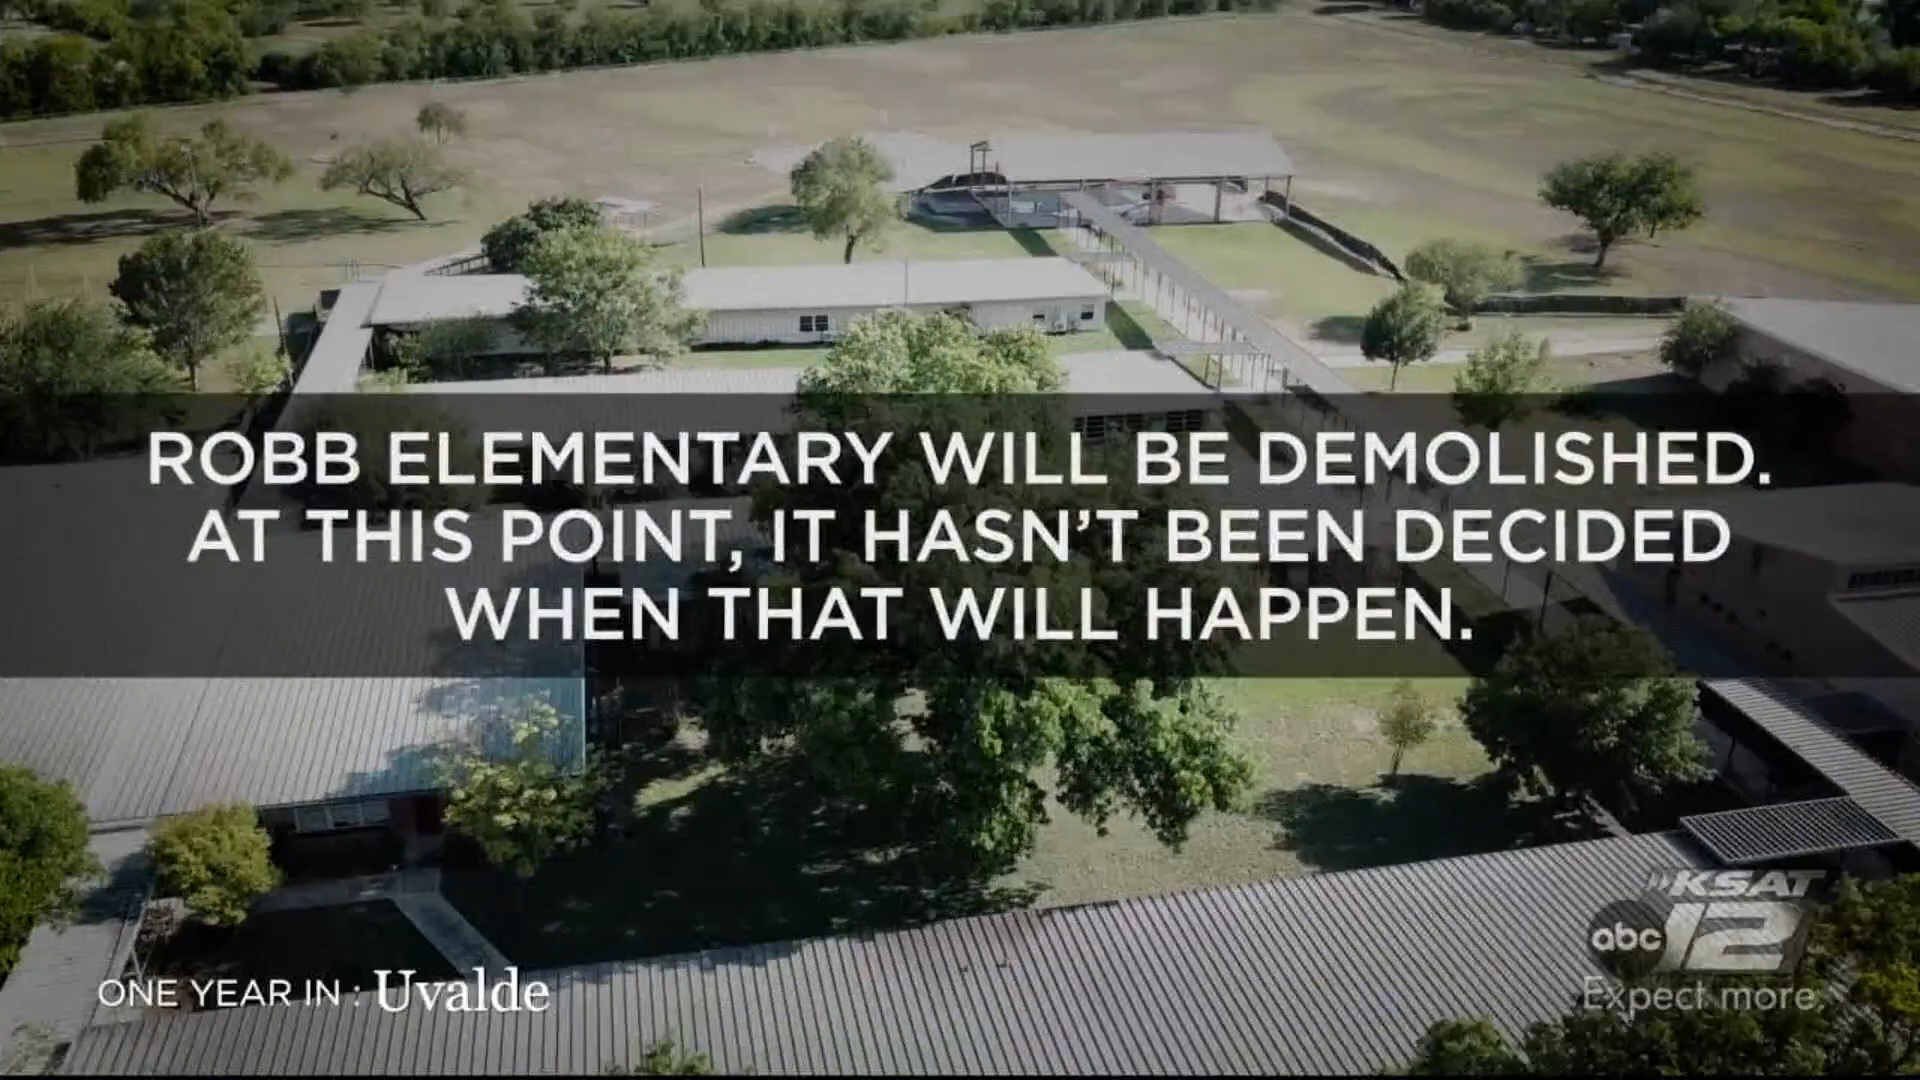 ROBB ELEMENTARY WILL BE DEMOLISHED.
AT THIS POINT, IT HASN'T BEEN DECIDED
WHEN THAT WILL HAPPEN.
KSAT
abc 12
ONE YEAR IN: Uvalde
Expect more.